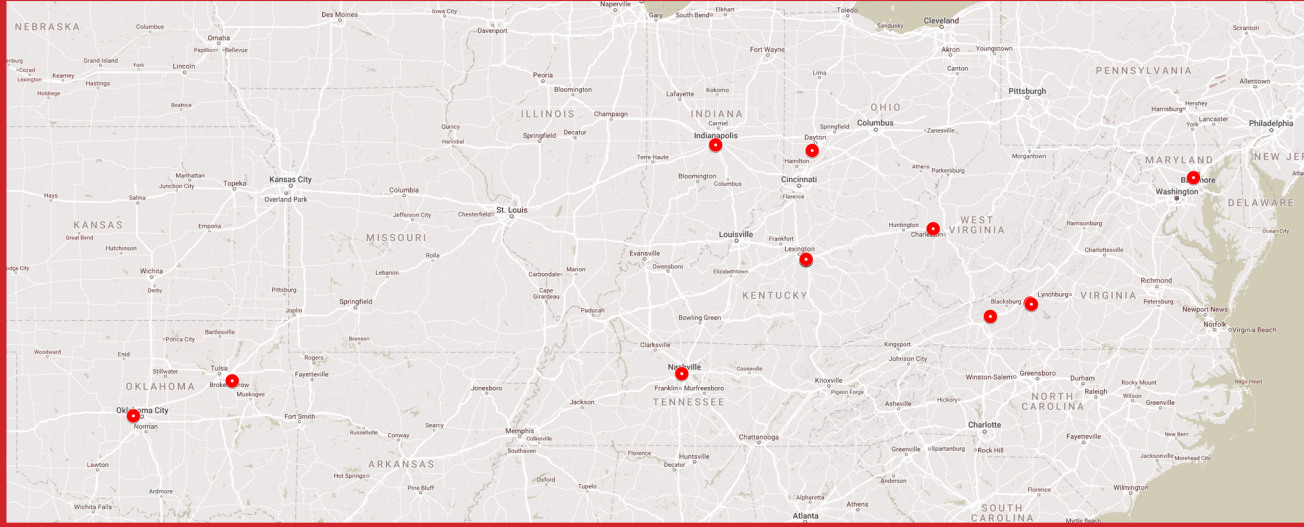 Naperville
Elkhart
Toledo
Iowa City
Des Moines
Gary
South Bend
Cleveland
Sandusky
NEBRASKA
Columbus
Davenport
Scranton
Omaha
Papillion
Bellevue
Fort Wayne
Akron
Youngstown
Grand Island
York
Lincoln
Cozad
Lexington
Kearney
Hastings
Peoria
Lima
Canton
PENNSYLVANIA
Allentown
Holdrege
Bloomington
Lafayette
Kokomo
Pittsburgh
Beatrice
ILLINOIS
Champaign
INDIANA
OHIO
Harrisburg
Hershey
Lancaster
York
Philadelphia
Carmel
Columbus
Quincy
Hannibal
Springfield
Decatur
Indianapolis
Dayton
Springfield
Zanesville
Terre Haute
Hamilton
Morgantown
MARYLAND
Manhattan
Junction City
Topeka
Kansas City
Bloomington
Columbus
Cincinnati
Athens
Parkersburg
Washington
Hays
Salina
Overland Park
Columbia
Florence
DELAWARE
KANSAS
Emporia
Jefferson City
Chesterfield
St. Louis
Huntington
WEST
VIRGINIA
Harrisonburg
Great Bend
MISSOURI
Louisville
Frankfort
Ocean City
Hutchinson
Rolla
Evansville
Lexington
Charlottesville
Wichita
Lebanon
Carbondale
Marion
Owensboro
Elizabethtown
Richmond
Derby
Pittsburg
Springfield
Cape
Girardeau
KENTUCKY
Blacksburg
Lynchburg
VIRGINIA
Petersburg
Joplin
Paducah
Bowling Green
Newport News
Norfolk
Virginia Beach
Bartlesville
Ponca City
Branson
Clarksville
Kingsport
Woodward
Enid
Rogers
Johnson City
Stillwater
Tulsa
Fayetteville
Nashville
Cookeville
Knoxville
Winston-Salem
Greensboro
Durham
Rocky Mount
Nags Head
OKLAHOMA
Muskogee
Jonesboro
Franklin
Murfreesboro
Pigeon Forge
Raleigh
Wilson
Greenville
Jackson
TENNESSEE
Asheville
Hickory
NORTH
CAROLINA
Oklahoma City
Norman
Fort Smith
Russellville
Conway
Searcy
Memphis
Collierville
Southaven
Chattanooga
Charlotte
Fayetteville
New Bern
Lawton
ARKANSAS
Florence
Decatur
Huntsville
Greenville
Spartanburg
Rock Hill
Jacksonville
Morehead City
Hot Springs
Pine Bluff
Oxford
Tupelo
Anderson
Ardmore
Alpharetta
Athens
Florence
Wilmington
Wichita Falls
Atlanta
SOUTH
CAROLINA
Myrtle Beach